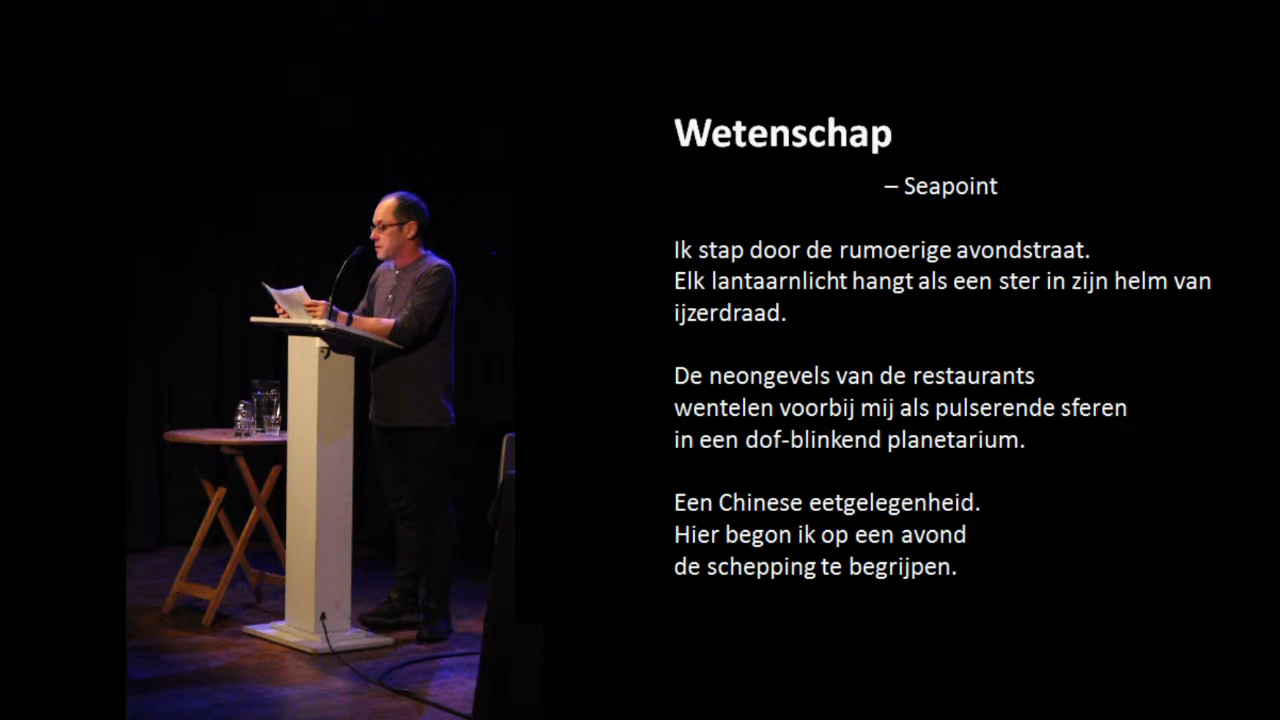 Wetenschap
– Seapoint
Ik stap door de rumoerige avondstraat.
Elk lantaarnlicht hangt als een ster in zijn helm van
ijzerdraad.
De neongevels van de restaurants
wentelen voorbij mij als pulserende sferen
in een dof-blinkend planetarium.
Een Chinese eetgelegenheid.
Hier begon ik op een avond
de schepping te begrijpen.